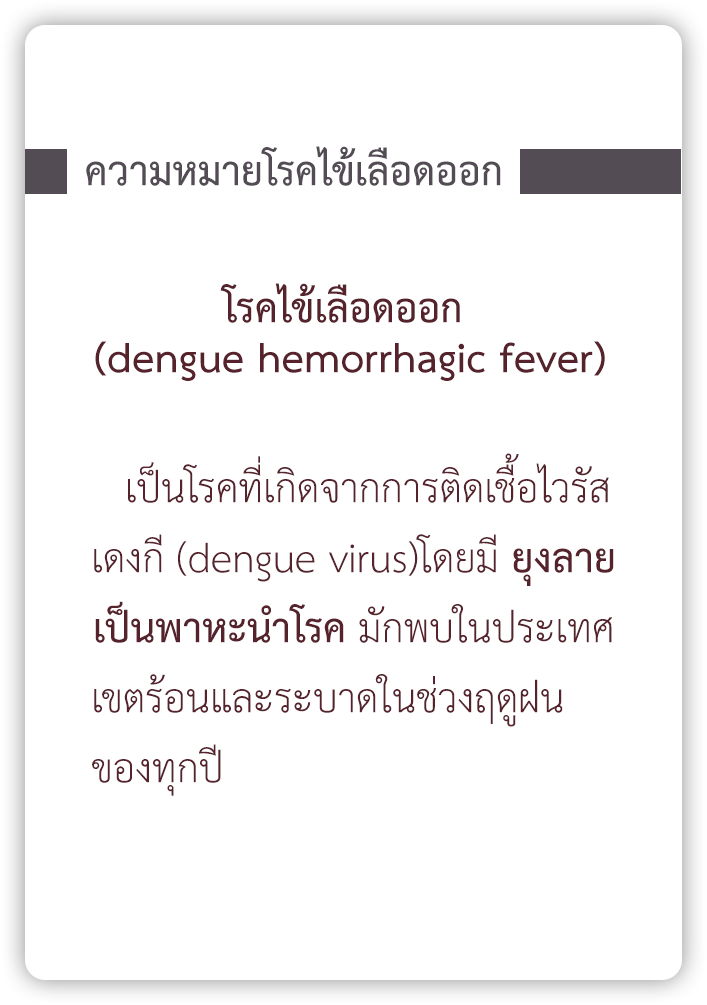 ความหมายโรคไข้เลือดออก
โรคไข้เลือดออก
(dengue hemorrhagic fever)
เป็นโรคที่เกิดจากการติดเชื้อไวรัส
เดงกี (dengue virus)โดยมี ยุงลาย
เป็นพาหะนำโรค มักพบในประเทศ
เขตร้อนและระบาดในช่วงฤดูฝน
ของทุกปี